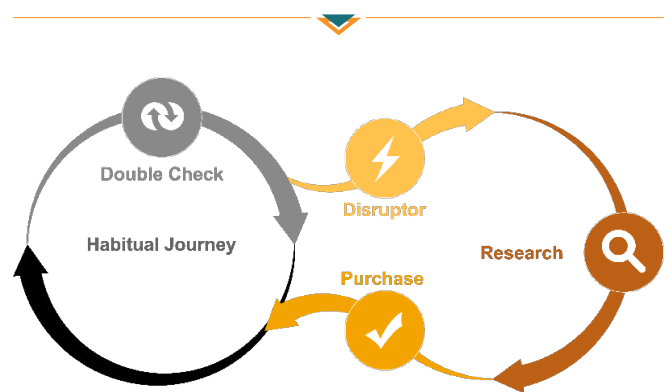 Double Check
Disruptor
Habitual Journey
Research
Purchase